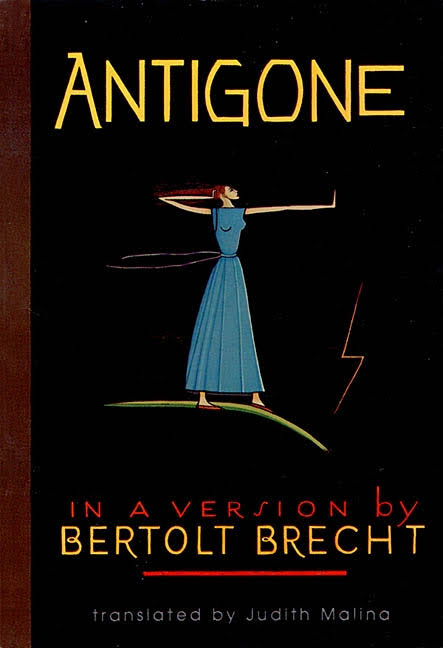 ANTIGONE
IN A VERSION by
BERTOLT BRECHT
translated by Judith Malina